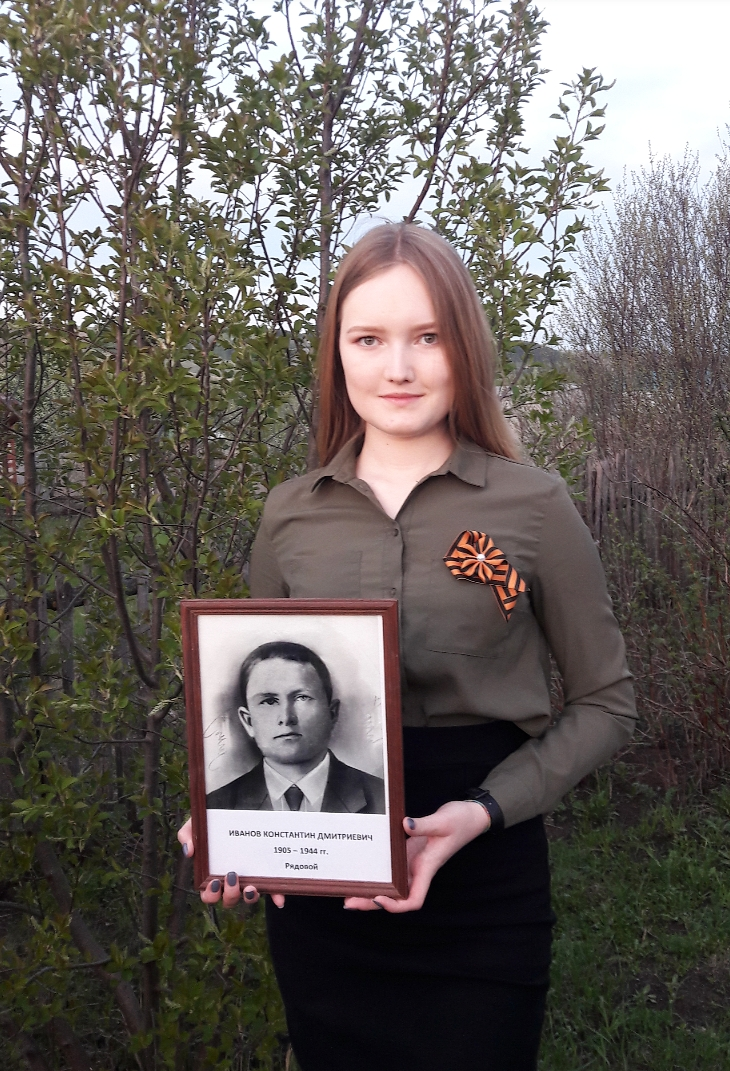 ИВАНОВ КОНСТАНТИН ДМИТРИЕВИЧ
1905 – 1944 гг.
Рядовой